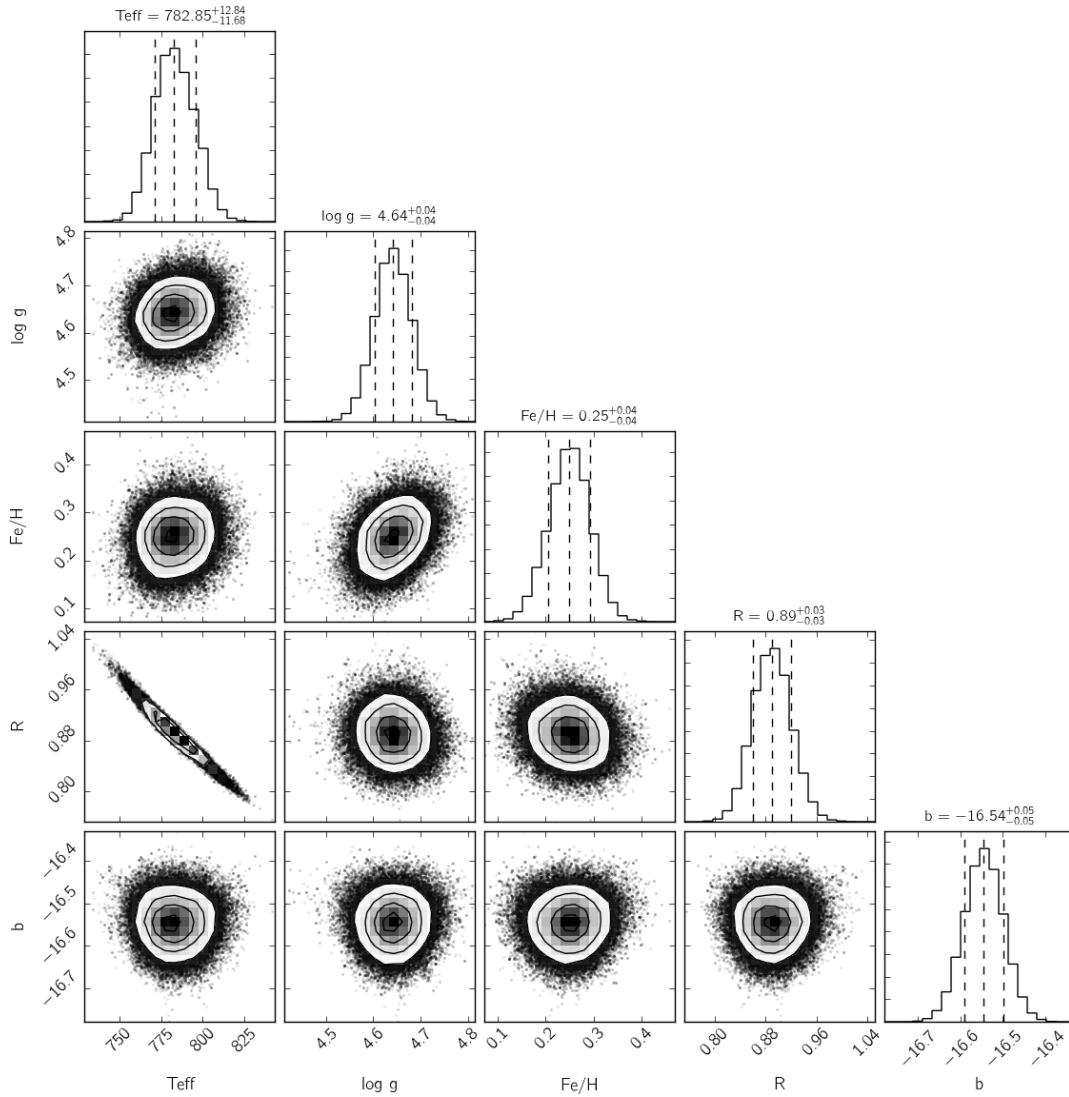 Teff = 782.85 +12.84 −11.68
log g = 4.64 +0.04 −0.04
4.8
4.7
4.6
4.5
log g
Fe/H = 0.25 +0.04 −0.04
0.4
0.3
0.2
0.1
Fe/H
R = 0.89 +0.03 −0.03
1.04
0.96
0.88
0.80
R
b = −16.54 +0.05 −0.05
−16.4
−16.5
−16.6
−16.7
b
750 775 800 825 4.5 4.6 4.7 4.8 0.1 0.2 0.3 0.4 0.80 0.88 0.96 1.04 −16.7 −16.6 −16.5 −16.4
Teff log g Fe/H R b